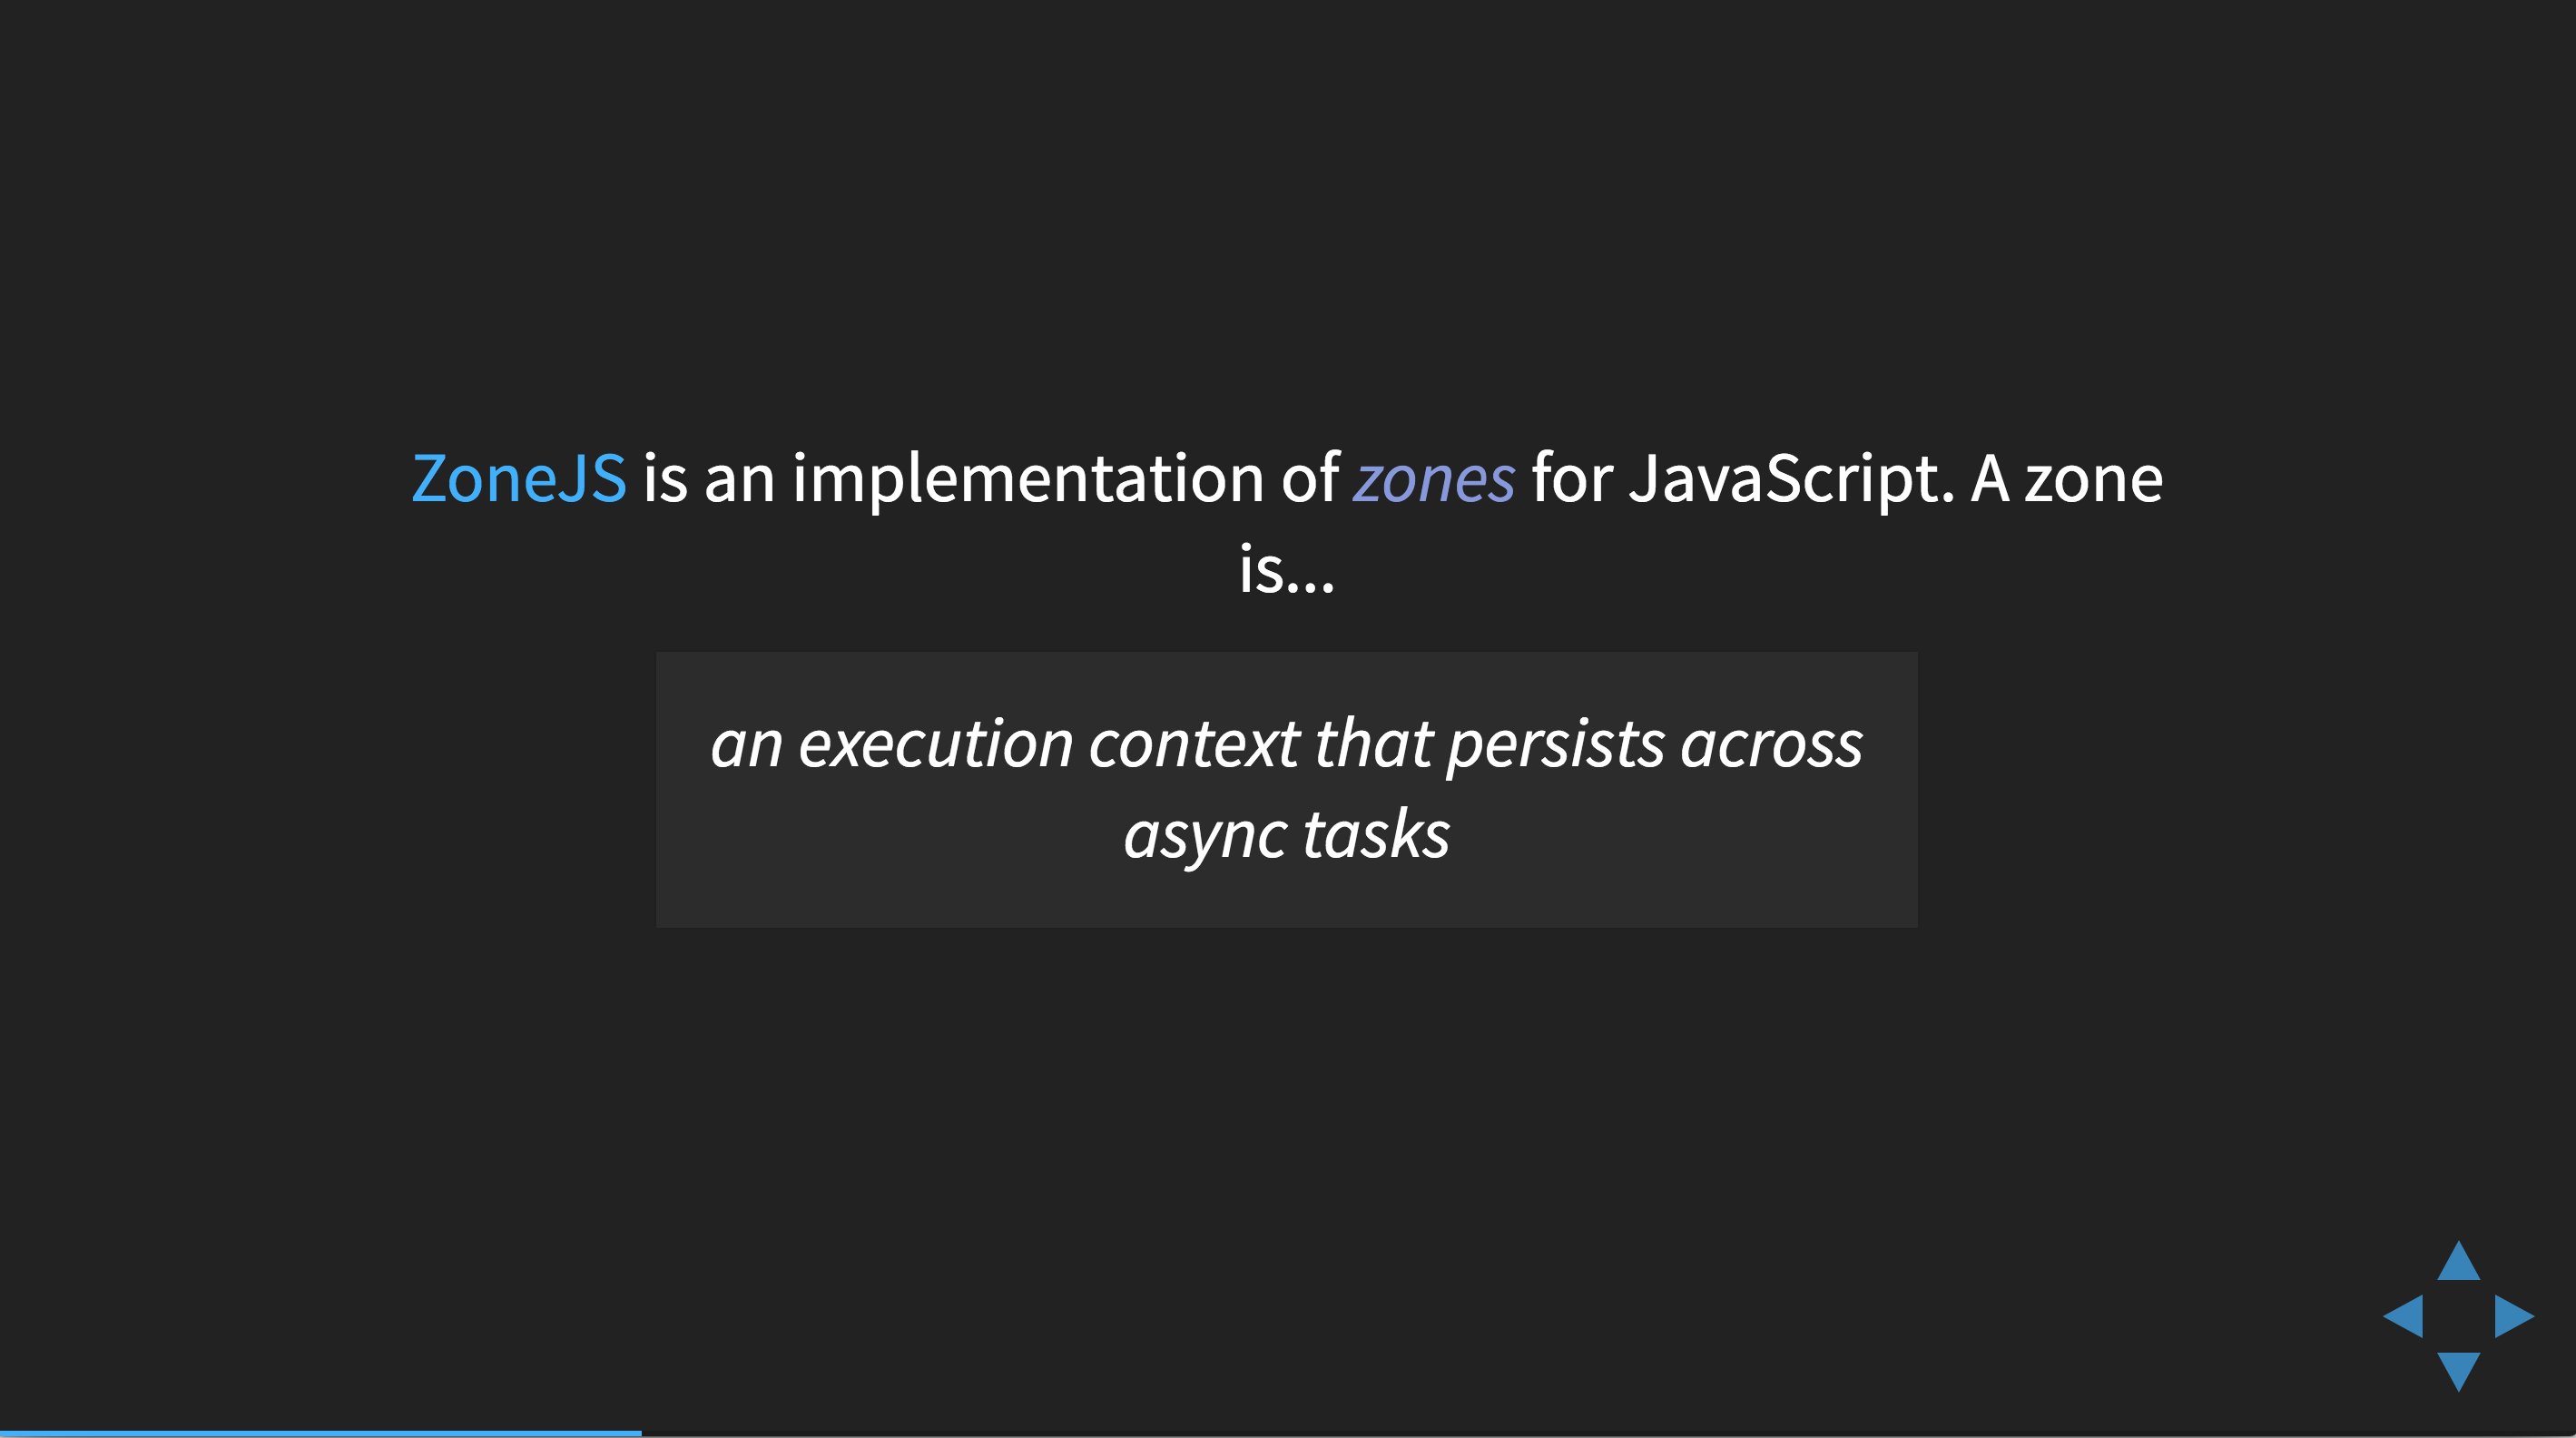 ZoneJS is an implementation of zones for JavaScript. A zone
is...
an execution context that persists across
async tasks